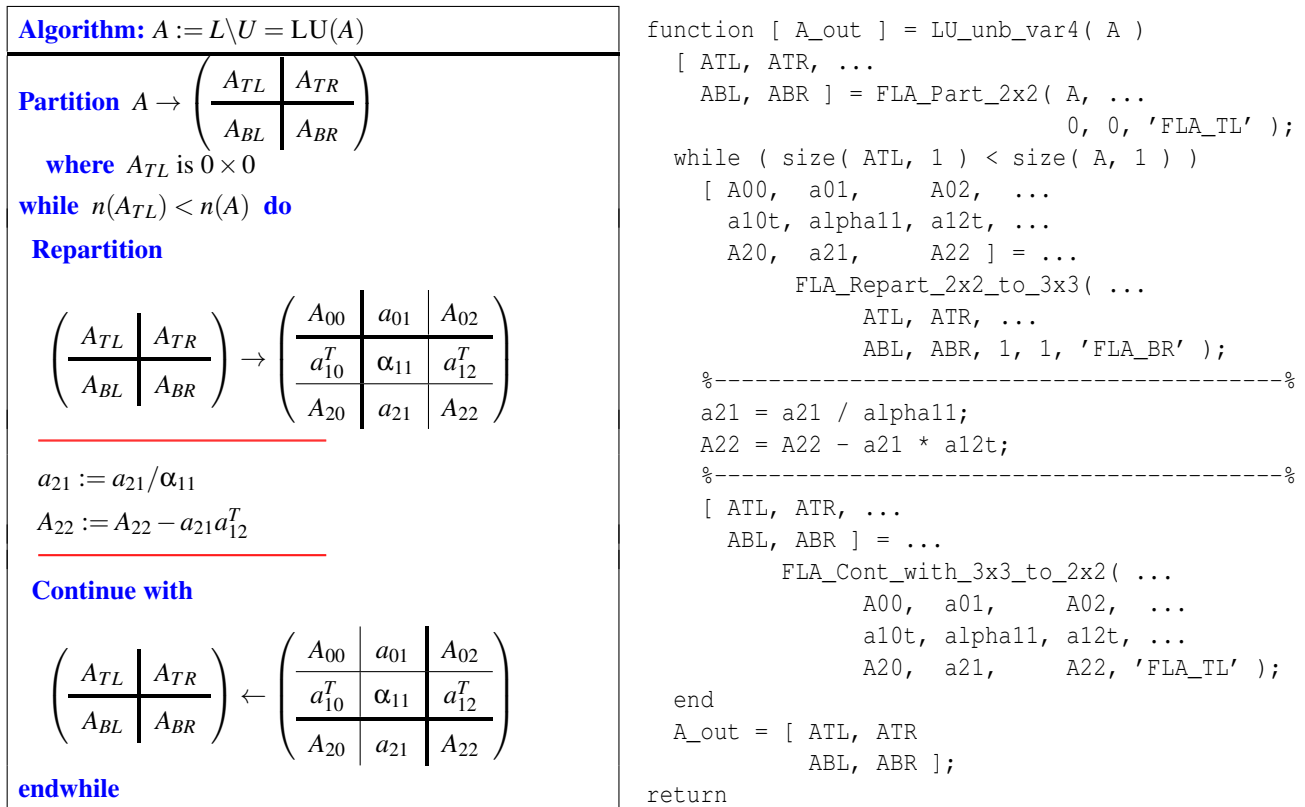 Algorithm: A := L\U = LU(A)
Partition A → ( A_TL | A_TR
A_BL | A_BR )
where A_TL is 0 × 0
while n(A_TL) < n(A) do
Repartition
( A_TL | A_TR
A_BL | A_BR ) → ( A_00 | a_01 | A_02
a_10^T | α_11 | a_12^T
A_20 | a_21 | A_22 )
a_21 := a_21/α_11
A_22 := A_22 − a_21 a_12^T
Continue with
( A_TL | A_TR
A_BL | A_BR ) ← ( A_00 | a_01 | A_02
a_10^T | α_11 | a_12^T
A_20 | a_21 | A_22 )
endwhile
function [ A_out ] = LU_unb_var4( A )
[ ATL, ATR, ...
ABL, ABR ] = FLA_Part_2x2( A, ...
0, 0, 'FLA_TL' );
while ( size( ATL, 1 ) < size( A, 1 ) )
[ A00, a01, A02, ...
a10t, alpha11, a12t, ...
A20, a21, A22 ] = ...
FLA_Repart_2x2_to_3x3( ...
ATL, ATR, ...
ABL, ABR, 1, 1, 'FLA_BR' );
%------------------------------------------%
a21 = a21 / alpha11;
A22 = A22 - a21 * a12t;
%------------------------------------------%
[ ATL, ATR, ...
ABL, ABR ] = ...
FLA_Cont_with_3x3_to_2x2( ...
A00, a01, A02, ...
a10t, alpha11, a12t, ...
A20, a21, A22, 'FLA_TL' );
end
A_out = [ ATL, ATR
ABL, ABR ];
return